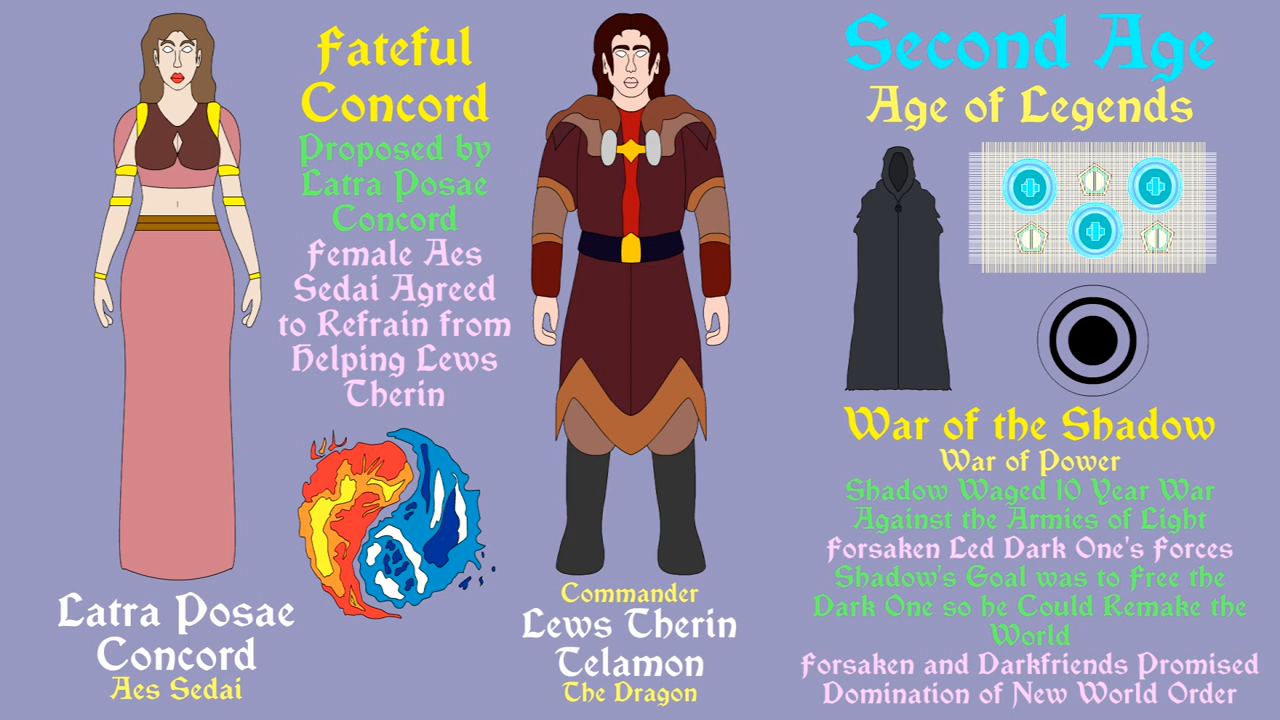 Fateful
Concord
Proposed by
Latra Posae
Concord
Female Aes
Sedai Agreed
to Refrain from
Helping Lews
Therin
Latra Posae
Concord
Aes Sedai
Commander
Lews Therin
Telamon
The Dragon
Second Age
Age of Legends
War of the Shadow
War of Power
Shadow Waged 10 Year War
Against the Armies of Light
Forsaken Led Dark One's Forces
Shadow's Goal was to Free the
Dark One so he Could Remake the
World
Forsaken and Darkfriends Promised
Domination of New World Order